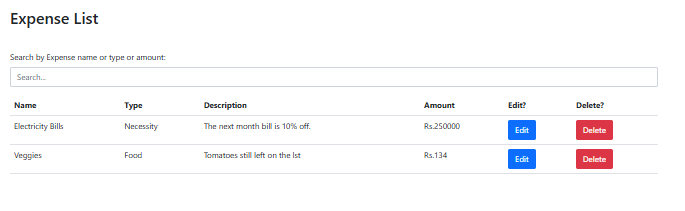 Expense List
Search by Expense name or type or amount:
Search...
Name Type Description Amount Edit? Delete?
Electricity Bills Necessity The next month bill is 10% off. Rs.250000 Edit Delete
Veggies Food Tomatoes still left on the lst Rs.134 Edit Delete